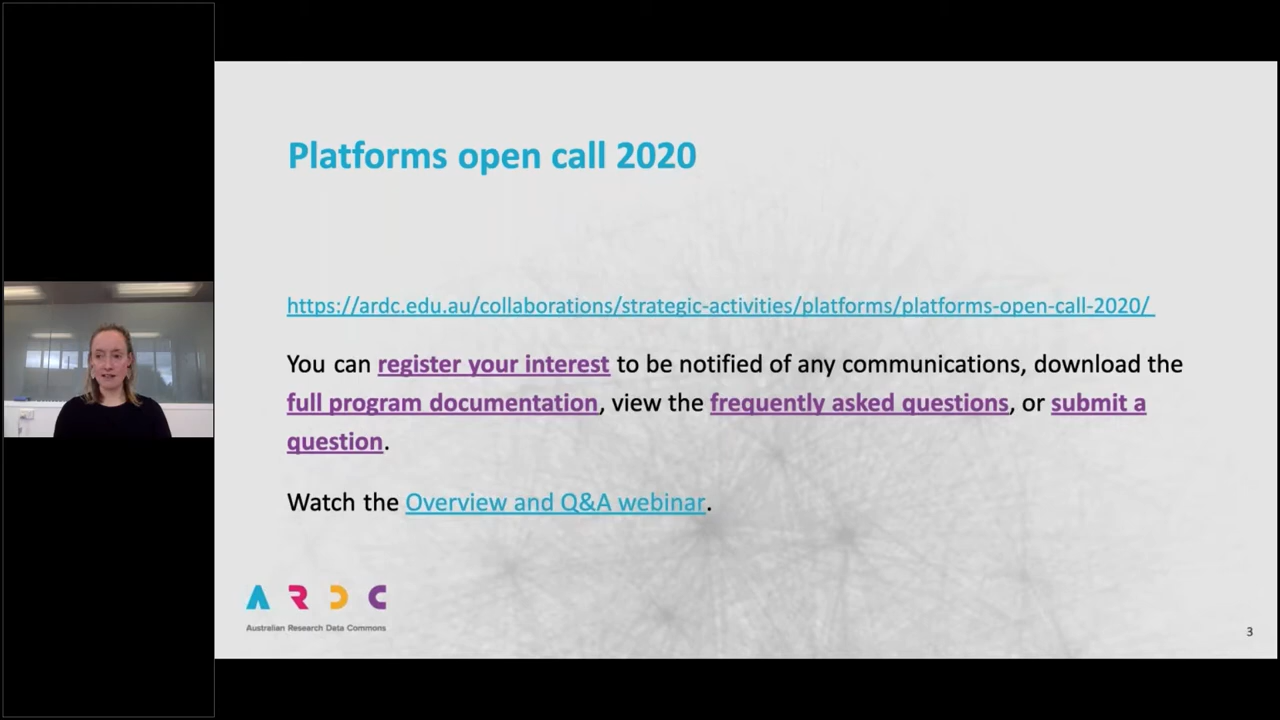 Platforms open call 2020
https://ardc.edu.au/collaborations/strategic-activities/platforms/platforms-open-call-2020/
You can register your interest to be notified of any communications, download the
full program documentation, view the frequently asked questions, or submit a
question.
Watch the Overview and Q&A webinar.
ARDC
Australian Research Data Commons
3